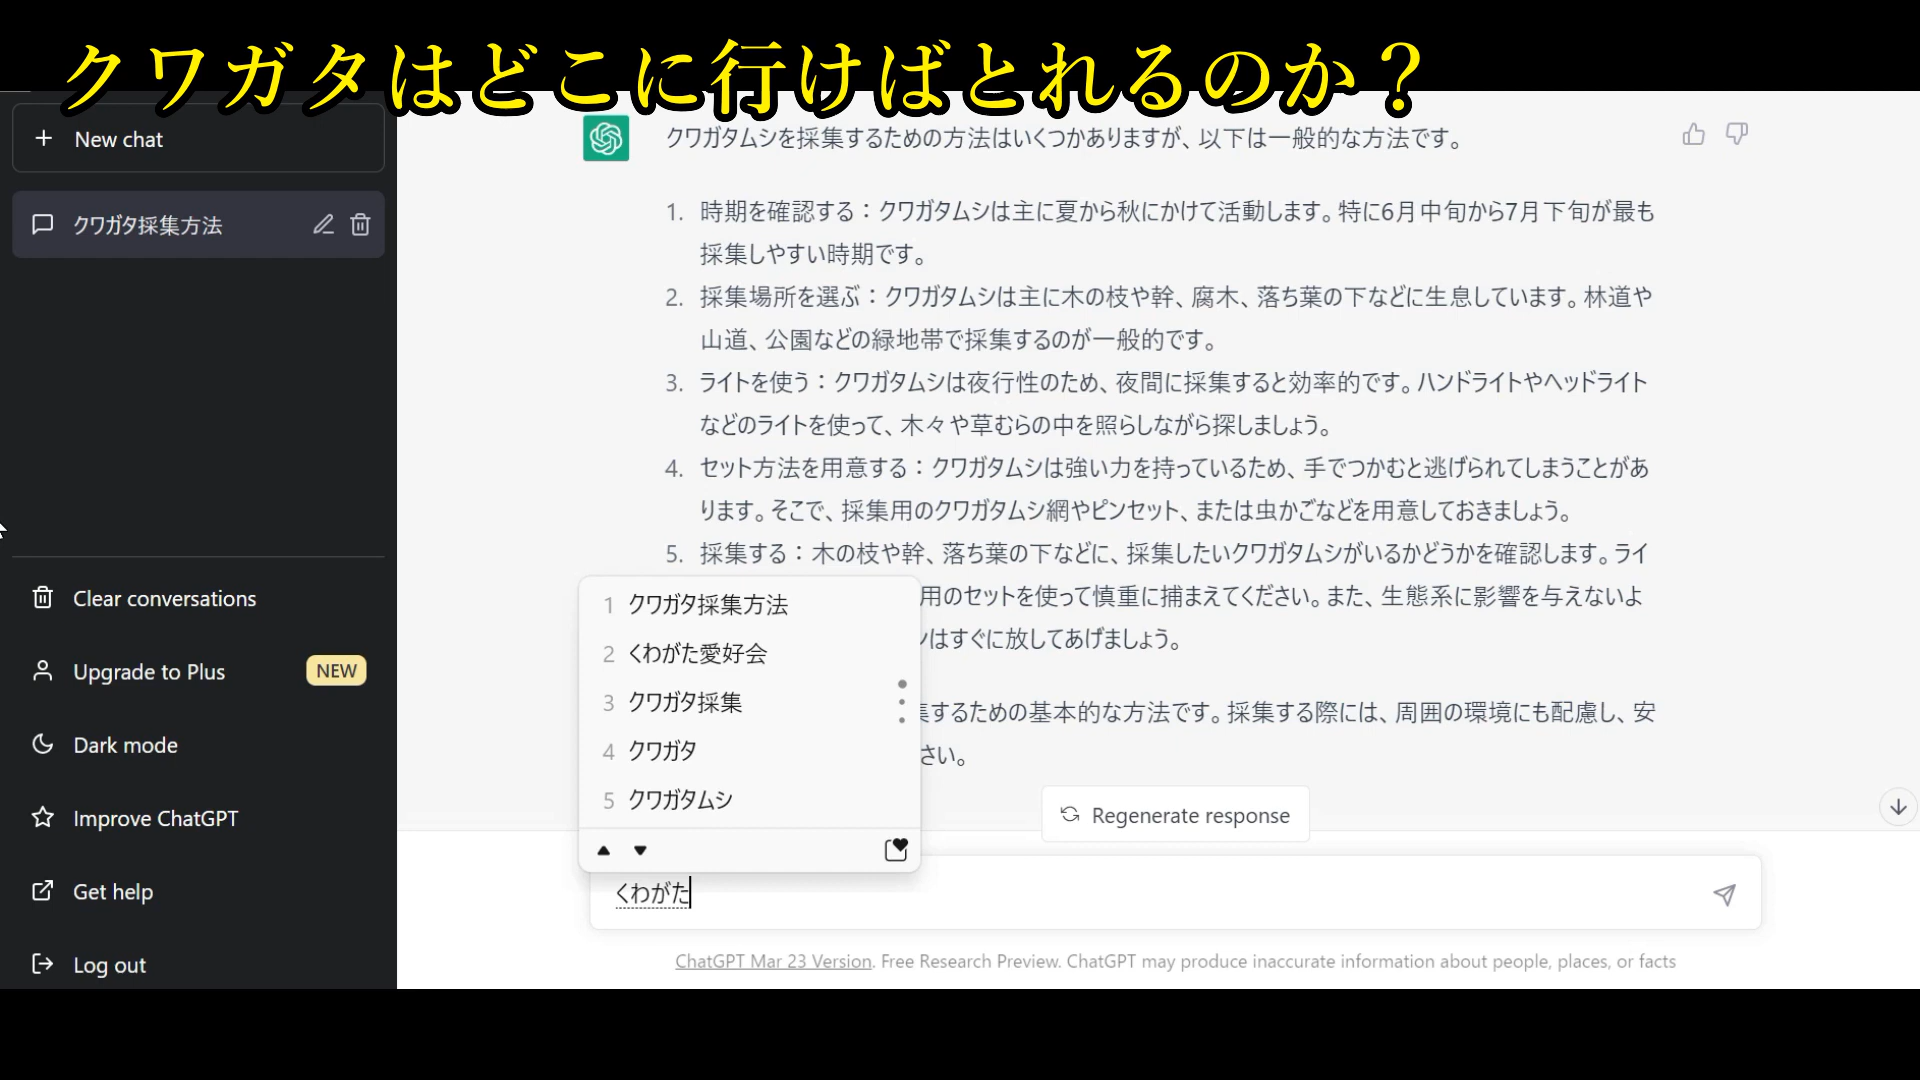 クワガタはどこに行けばとれるのか？
New chat
クワガタ採集方法
Clear conversations
Upgrade to Plus NEW
Dark mode
Improve ChatGPT
Get help
Log out
クワガタムシを採集するための方法はいくつかありますが、以下は一般的な方法です。
1. 時期を確認する：クワガタムシは主に夏から秋にかけて活動します。特に6月中旬から7月下旬が最も
採集しやすい時期です。
2. 採集場所を選ぶ：クワガタムシは主に木の枝や幹、腐木、落ち葉の下などに生息しています。林道や
山道、公園などの緑地帯で採集するのが一般的です。
3. ライトを使う：クワガタムシは夜行性のため、夜間に採集すると効率的です。ハンドライトやヘッドライト
などのライトを使って、木々や草むらの中を照らしながら探しましょう。
4. セット方法を用意する：クワガタムシは強い力を持っているため、手でつかむと逃げられてしまうことがあ
ります。そこで、採集用のクワガタムシ網やピンセット、または虫かごなどを用意しておきましょう。
5. 採集する：木の枝や幹、落ち葉の下などに、採集したいクワガタムシがいるかどうかを確認します。ライ
用のセットを使って慎重に捕まえてください。また、生態系に影響を与えないよ
はすぐに放してあげましょう。
するための基本的な方法です。採集する際には、周囲の環境にも配慮し、安
さい。
1 クワガタ採集方法
2 くわがた愛好会
3 クワガタ採集
4 クワガタ
5 クワガタムシ
Regenerate response
くわがた
ChatGPT Mar 23 Version. Free Research Preview. ChatGPT may produce inaccurate information about people, places, or facts